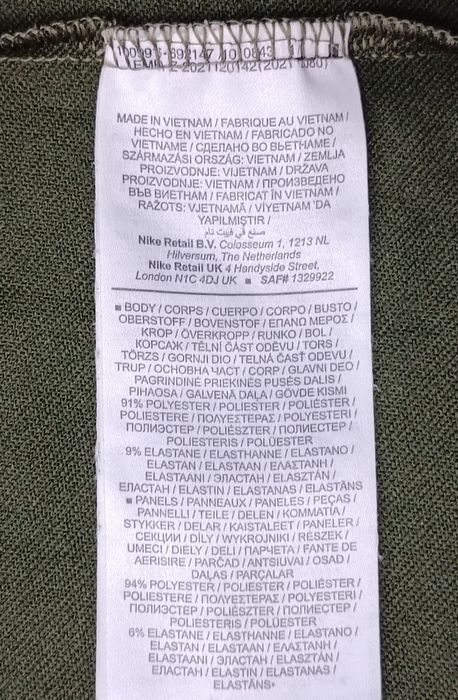 MADE IN VIETNAM / FABRIQUE AU VIETNAM /
HECHO EN VIETNAM / FABRICADO NO
VIETNAME / СДЕЛАНО ВО ВЬЕТНАМЕ /
SZÁRMAZÁSI ORSZÁG: VIETNAM / ZEMLJA
PROIZVODNJE: VIJETNAM / DRŽAVA
PROIZVODNJE: VIETNAM / ПРОИЗВЕДЕНО
ВЪВ ВИЕТНАМ / FABRICAT ÎN VIETNAM /
RAŽOTS: VJETNAMĀ / VİYETNAM 'DA
YAPILMIŞTIR /
صنع في فييت نام
Nike Retail B.V. Colosseum 1, 1213 NL
Hilversum, The Netherlands
Nike Retail UK 4 Handyside Street,
London N1C 4DJ UK ■ SAF# 1329922
■ BODY / CORPS / CUERPO / CORPO / BUSTO /
OBERSTOFF / BOVENSTOF / ΕΠΑΝΩ ΜΕΡΟΣ /
KROP / ÖVERKROPP / RUNKO / BOL /
КОРСАЖ / TĚLNÍ ČÁST ODĚVU / TORS /
TÖRZS / GORNJI DIO / TELNÁ ČASŤ ODEVU /
TRUP / ОСНОВНА ЧАСТ / CORP / GLAVNI DEO /
PAGRINDINĖ PRIEKINĖS PUSĖS DALIS /
PIHAOSA / GALVENĀ DAĻA / GÖVDE KISMI
91% POLYESTER / POLIESTER / POLIÉSTER /
POLIESTERE / ΠΟΛΥΕΣΤΕΡΑΣ / POLYESTERI /
ПОЛИЭСТЕР / POLIÉSZTER / ПОЛИЕСТЕР /
POLIESTERIS / POLÜESTER
9% ELASTANE / ELASTHANNE / ELASTANO /
ELASTAN / ELASTAAN / ΕΛΑΣΤΑΝΗ /
ELASTAANI / ЭЛАСТАН / ELASZTÁN /
ЕЛАСТАН / ELASTIN / ELASTANAS / ELASTĀNS
■ PANELS / PANNEAUX / PANELES / PEÇAS /
PANNELLI / TEILE / DELEN / ΚΟΜΜΑΤΙΑ /
STYKKER / DELAR / KAISTALEET / PANELER /
СЕКЦИИ / DÍLY / WYKROJNIKI / RÉSZEK /
UMECI / DIELY / DELI / ПАРЧЕТА / FANTE DE
AERISIRE / PARČAD / ANTSIUVAI / OSAD /
DAĻAS / PARÇALAR
94% POLYESTER / POLIESTER / POLIÉSTER /
POLIESTERE / ΠΟΛΥΕΣΤΕΡΑΣ / POLYESTERI /
ПОЛИЭСТЕР / POLIÉSZTER / ПОЛИЕСТЕР /
POLIESTERIS / POLÜESTER
6% ELASTANE / ELASTHANNE / ELASTANO /
ELASTAN / ELASTAAN / ΕΛΑΣΤΑΝΗ /
ELASTAANI / ЭЛАСТАН / ELASZTÁN /
ЕЛАСТАН / ELASTIN / ELASTANAS /
ELASTĀNS•